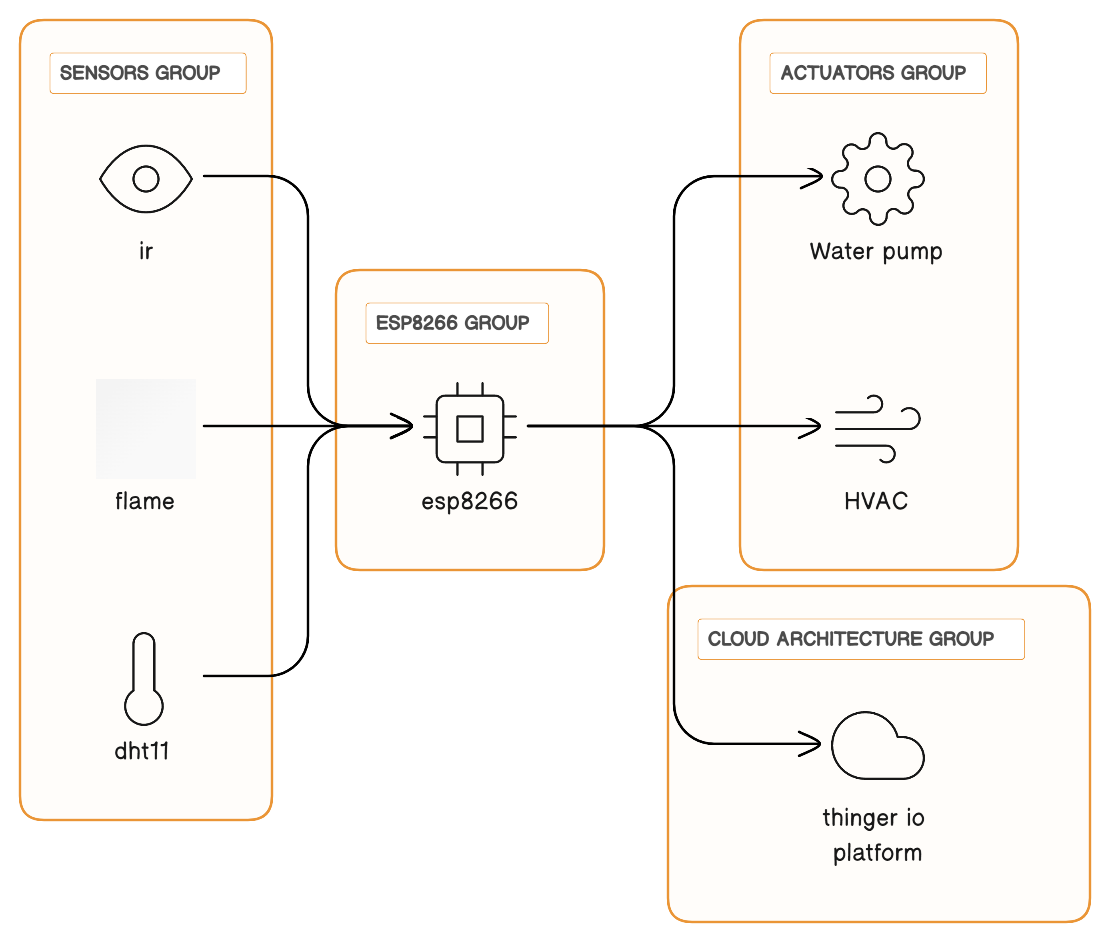 SENSORS GROUP
ir
flame
dht11
ESP8266 GROUP
esp8266
ACTUATORS GROUP
Water pump
HVAC
CLOUD ARCHITECTURE GROUP
thinger io
platform